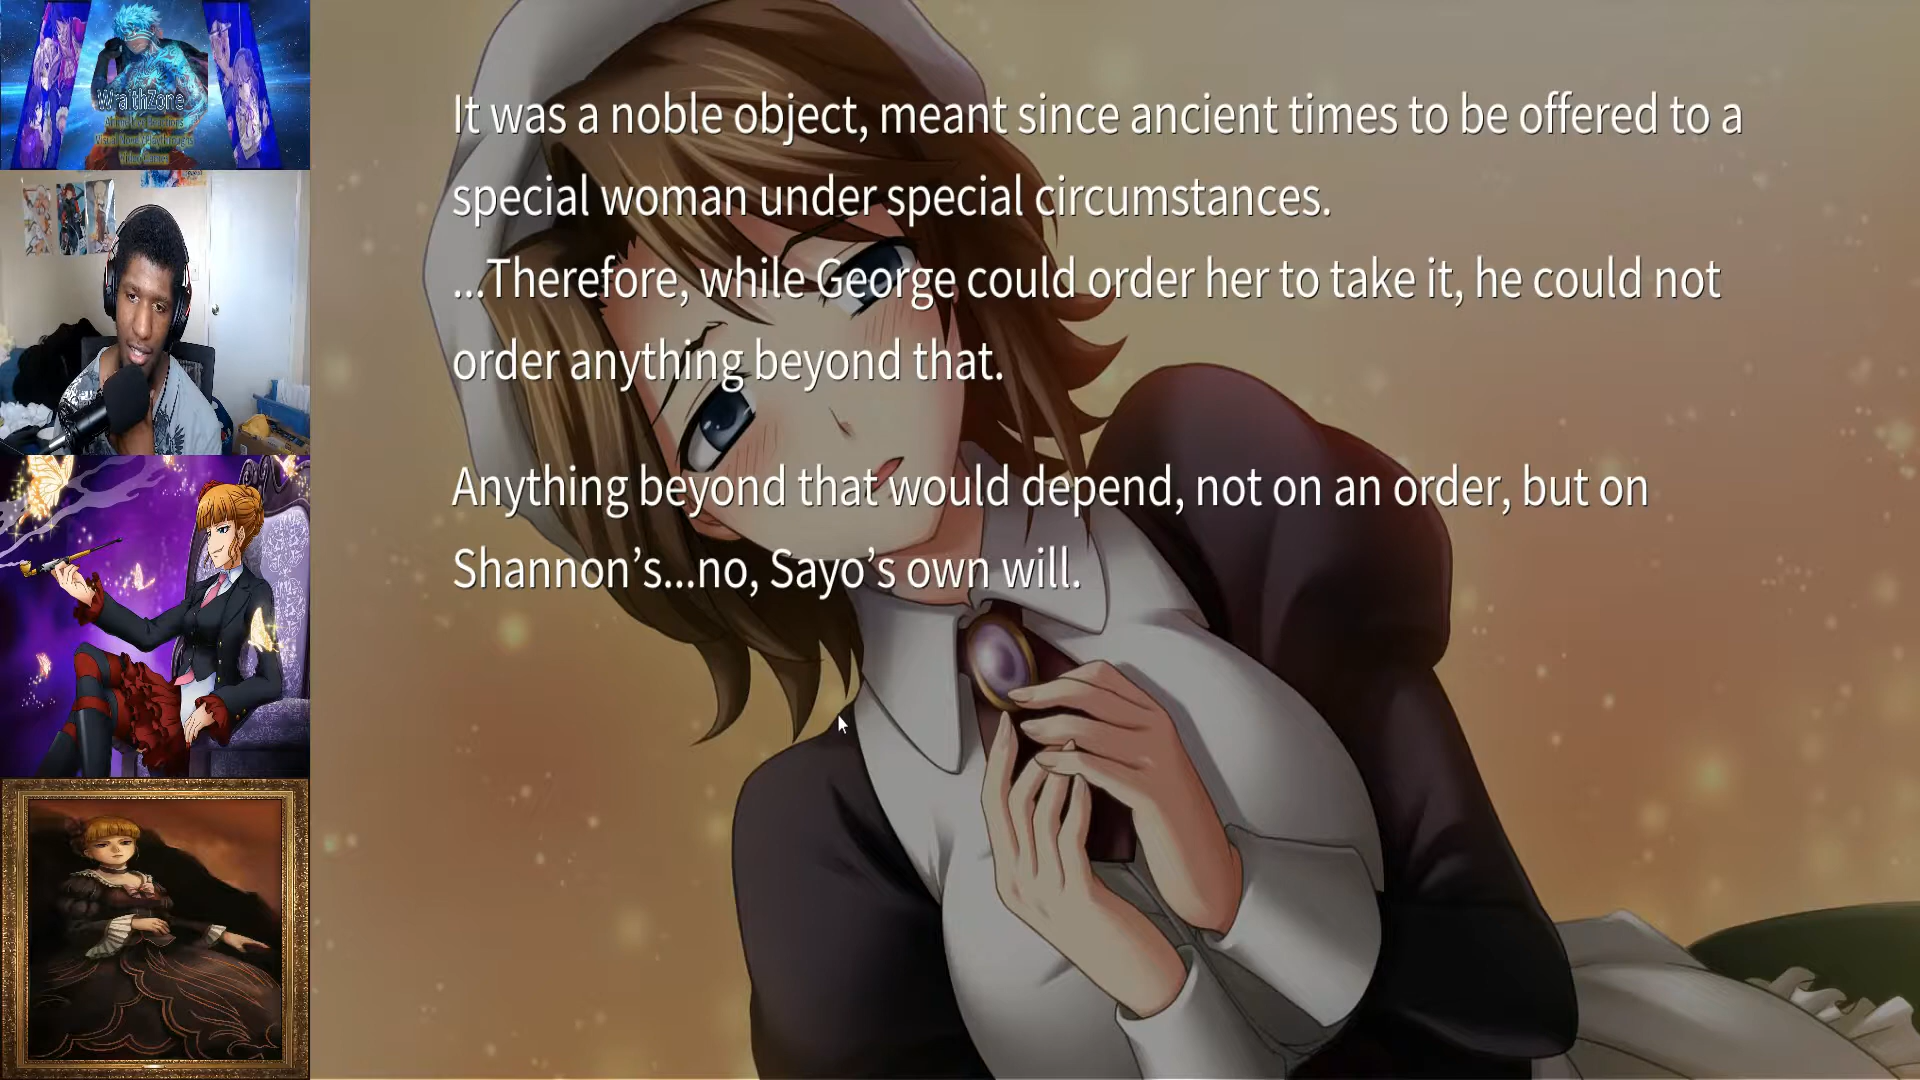 WraithZone
It was a noble object, meant since ancient times to be offered to a
special woman under special circumstances.
...Therefore, while George could order her to take it, he could not
order anything beyond that.
Anything beyond that would depend, not on an order, but on
Shannon’s...no, Sayo’s own will.